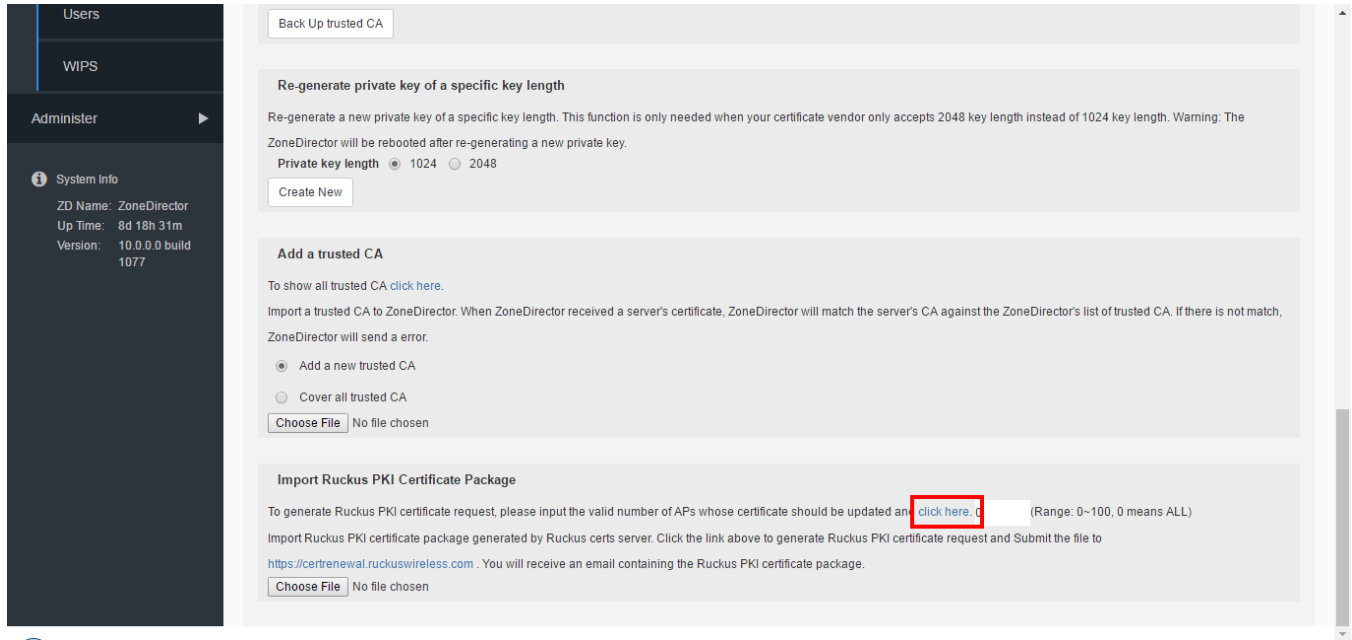 Users
WIPS
Administer
System Info
ZD Name: ZoneDirector
Up Time: 8d 18h 31m
Version: 10.0.0.0 build
1077
Back Up trusted CA
Re-generate private key of a specific key length
Re-generate a new private key of a specific key length. This function is only needed when your certificate vendor only accepts 2048 key length instead of 1024 key length. Warning: The
ZoneDirector will be rebooted after re-generating a new private key.
Private key length 1024 2048
Create New
Add a trusted CA
To show all trusted CA click here.
Import a trusted CA to ZoneDirector. When ZoneDirector received a server's certificate, ZoneDirector will match the server's CA against the ZoneDirector's list of trusted CA. If there is not match,
ZoneDirector will send a error.
Add a new trusted CA
Cover all trusted CA
Choose File No file chosen
Import Ruckus PKI Certificate Package
To generate Ruckus PKI certificate request, please input the valid number of APs whose certificate should be updated and click here. 0 (Range: 0~100, 0 means ALL)
Import Ruckus PKI certificate package generated by Ruckus certs server. Click the link above to generate Ruckus PKI certificate request and Submit the file to
https://certrenewal.ruckuswireless.com . You will receive an email containing the Ruckus PKI certificate package.
Choose File No file chosen